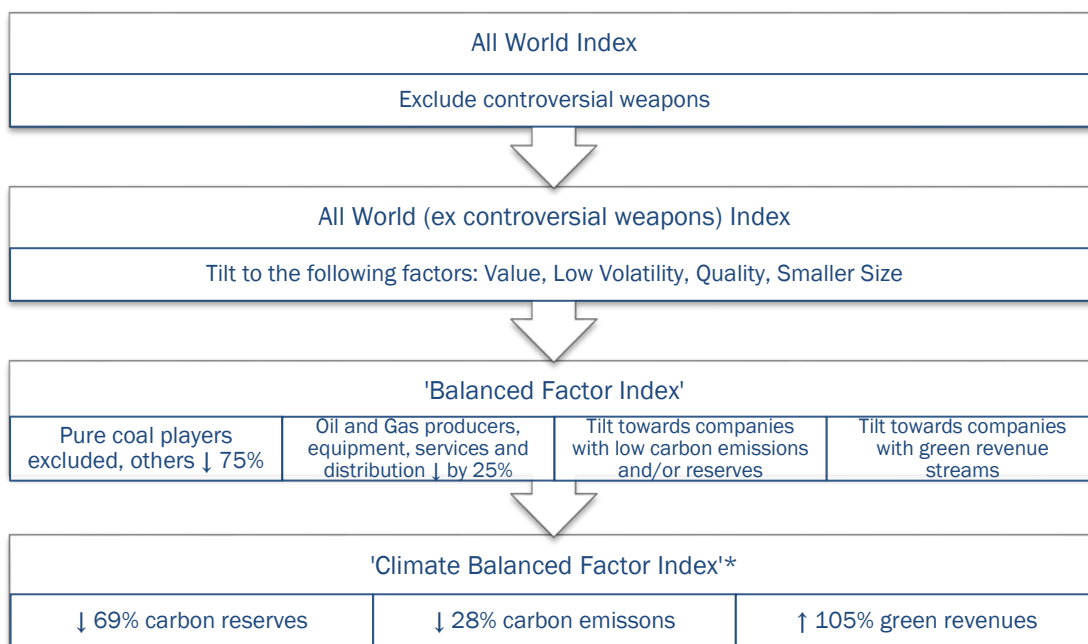 All World Index
Exclude controversial weapons
All World (ex controversial weapons) Index
Tilt to the following factors: Value, Low Volatility, Quality, Smaller Size
'Balanced Factor Index'
Pure coal players
excluded, others ↓ 75%
Oil and Gas producers,
equipment, services and
distribution ↓ by 25%
Tilt towards companies
with low carbon emissions
and/or reserves
Tilt towards companies
with green revenue
streams
'Climate Balanced Factor Index'*
↓ 69% carbon reserves
↓ 28% carbon emissons
↑ 105% green revenues